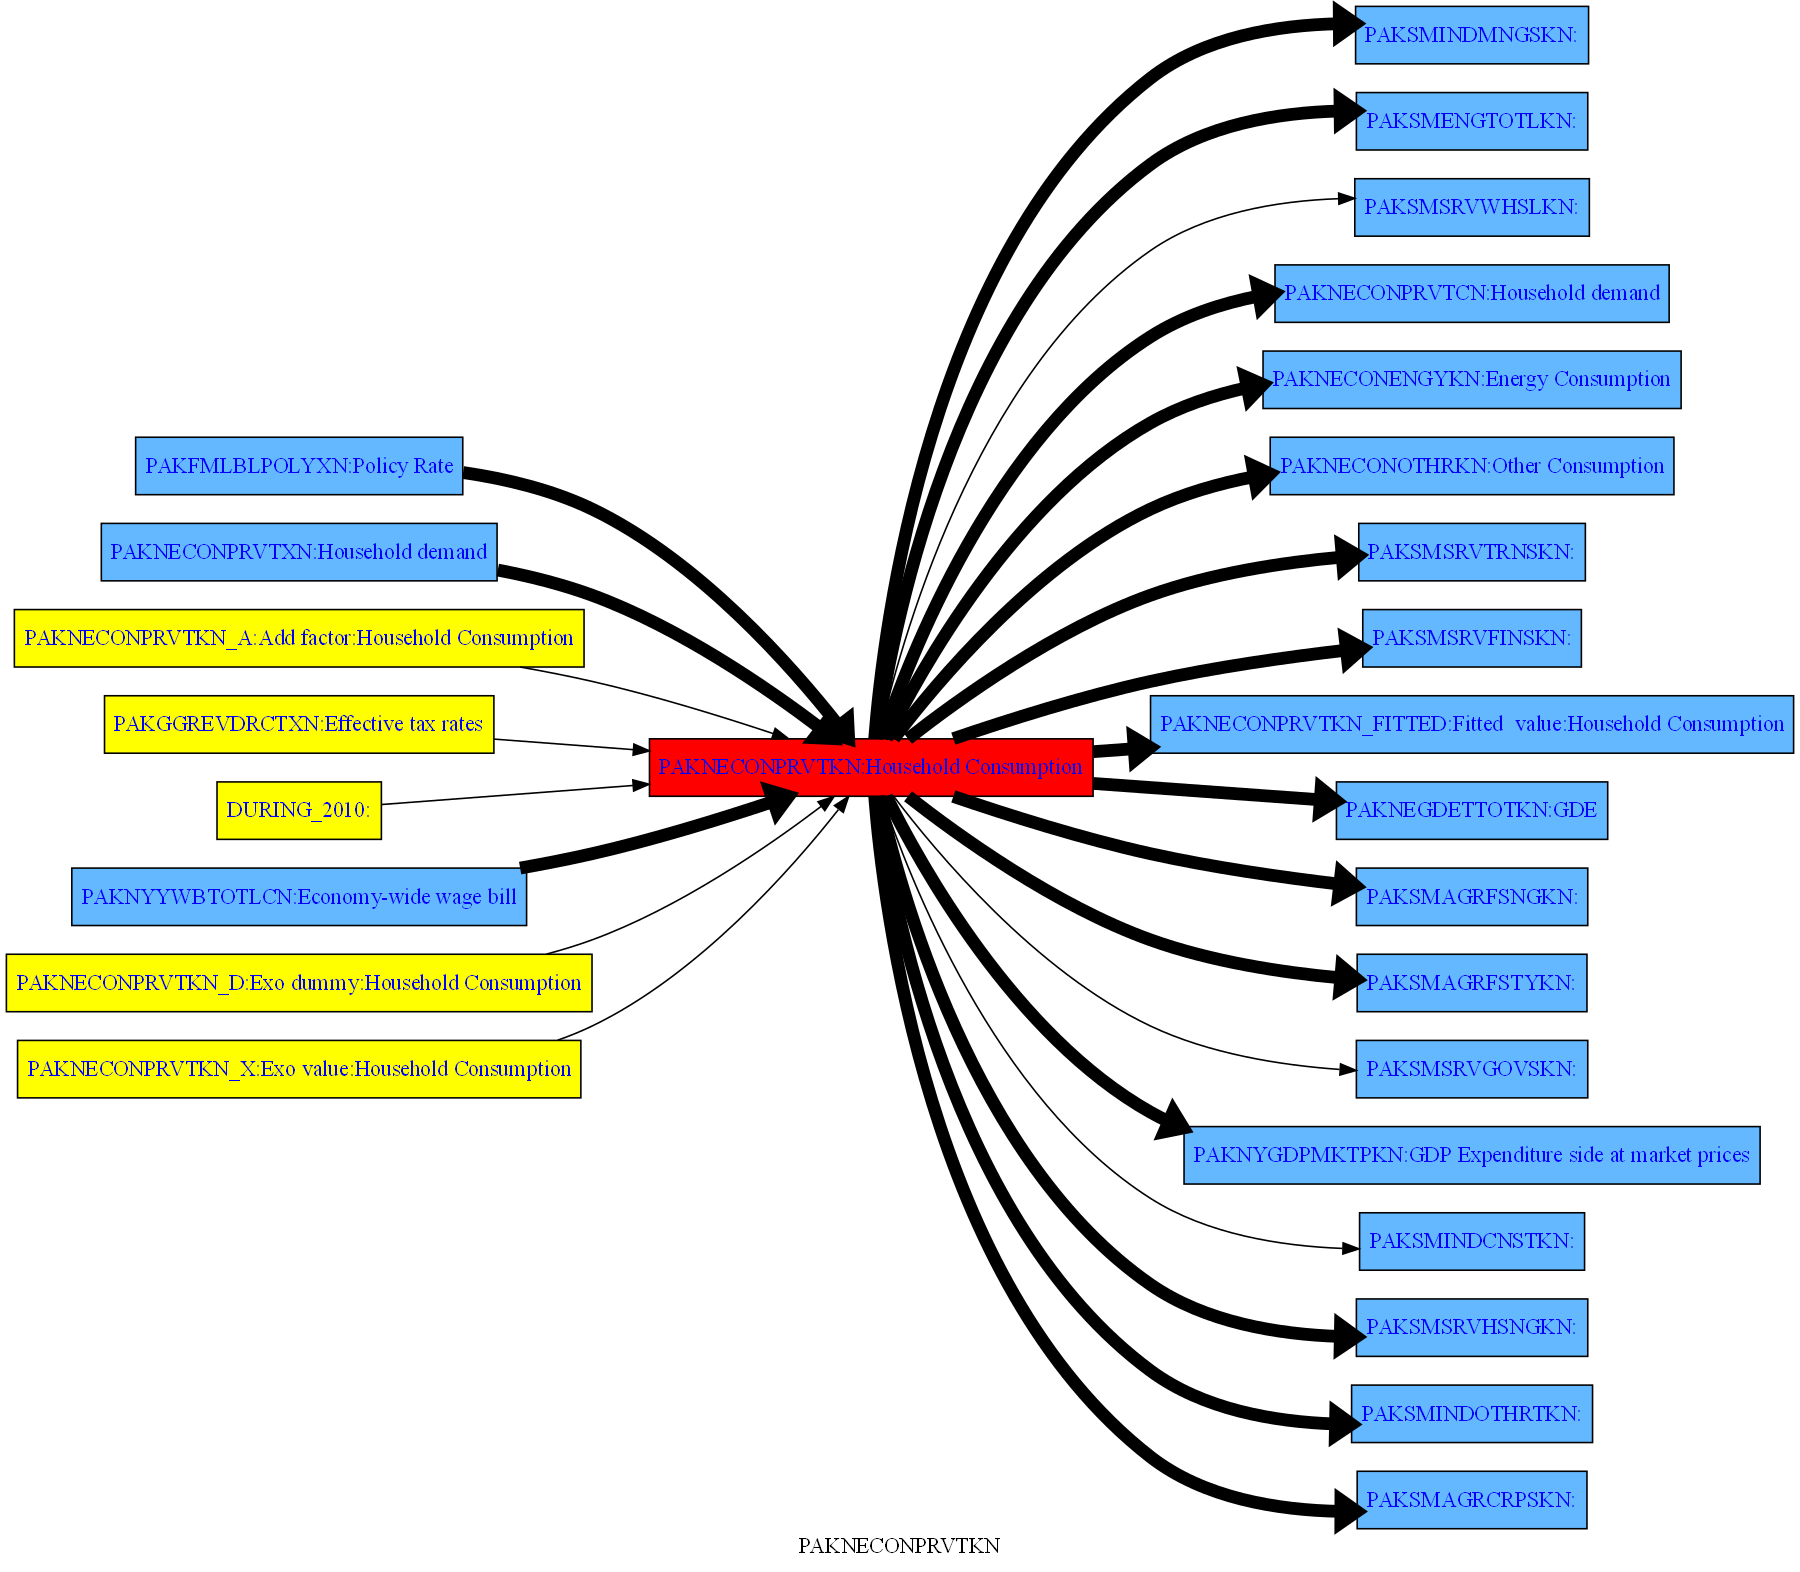 PAKSMINDMNGSKN:
PAKSMENGTOTLKN:
PAKSMSRVWHSLKN:
PAKNECONPRVTCN:Household demand
PAKNECONENGYKN:Energy Consumption
PAKFMLBLPOLYXN:Policy Rate
PAKNECONOTHRKN:Other Consumption
PAKNECONPRVTXN:Household demand
PAKSMSRVTRNSKN:
PAKNECONPRVTKN_A:Add factor:Household Consumption
PAKSMSRVFINSKN:
PAKGGREVDRCTXN:Effective tax rates
PAKNECONPRVTKN_FITTED:Fitted  value:Household Consumption
PAKNECONPRVTKN:Household Consumption
DURING_2010:
PAKNEGDETTOTKN:GDE
PAKNYYWBTOTLCN:Economy-wide wage bill
PAKSMAGRFSNGKN:
PAKNECONPRVTKN_D:Exo dummy:Household Consumption
PAKSMAGRFSTYKN:
PAKNECONPRVTKN_X:Exo value:Household Consumption
PAKSMSRVGOVSKN:
PAKNYGDPMKTPKN:GDP Expenditure side at market prices
PAKSMINDCNSTKN:
PAKSMSRVHSNGKN:
PAKSMINDOTHRTKN:
PAKSMAGRCRPSKN:
PAKNECONPRVTKN